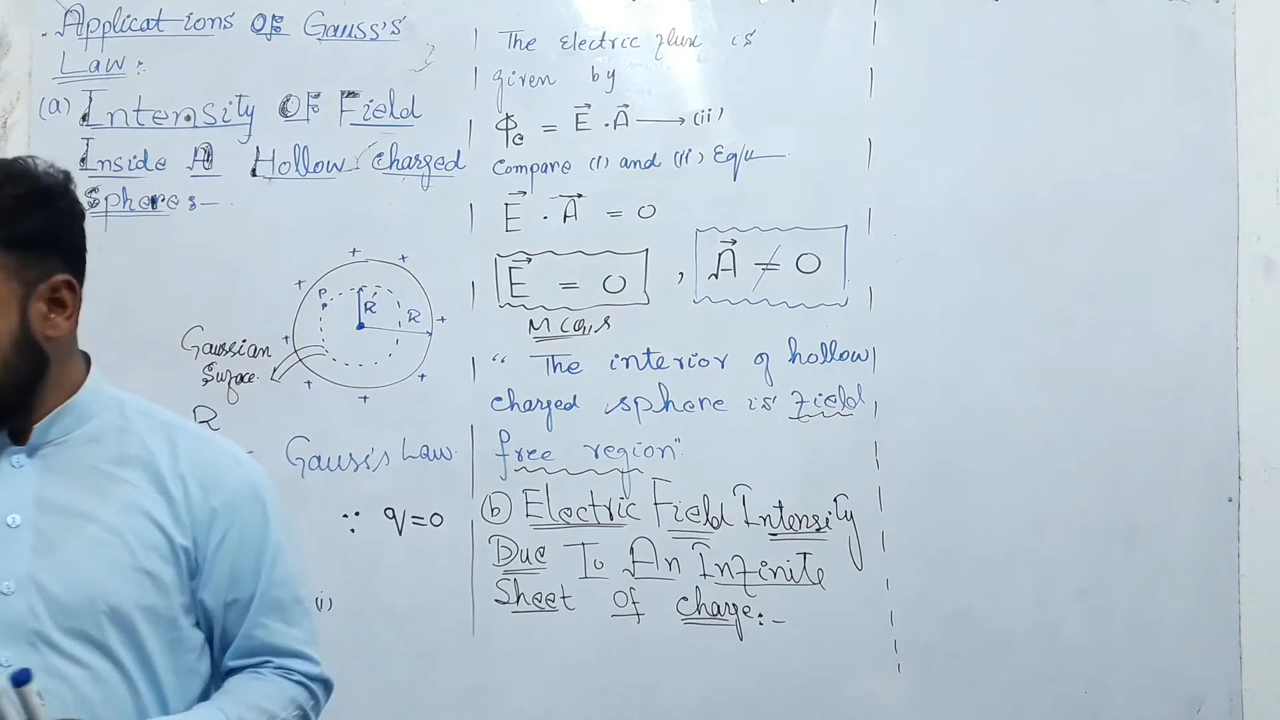 Applications Of Gauss's
Law:
(a) Intensity Of Field
Inside A Hollow charged
Sphere:-
+ + + + + + + + +
P
R'
R
Gaussian
Surface.
R
Gauss's Law.
∵ q=0
(i)
The Electric flux is
given by
Φe = E⃗ . A⃗ ⟶ (ii)
Compare (i) and (ii) Equ
E⃗ . A⃗ = 0
E⃗ = 0 , A⃗ ≠ 0
MCQ,s
"The interior of hollow
charged sphere is field
free region"
(b) Electric Field Intensity
Due To An Infinite
Sheet Of charge:-